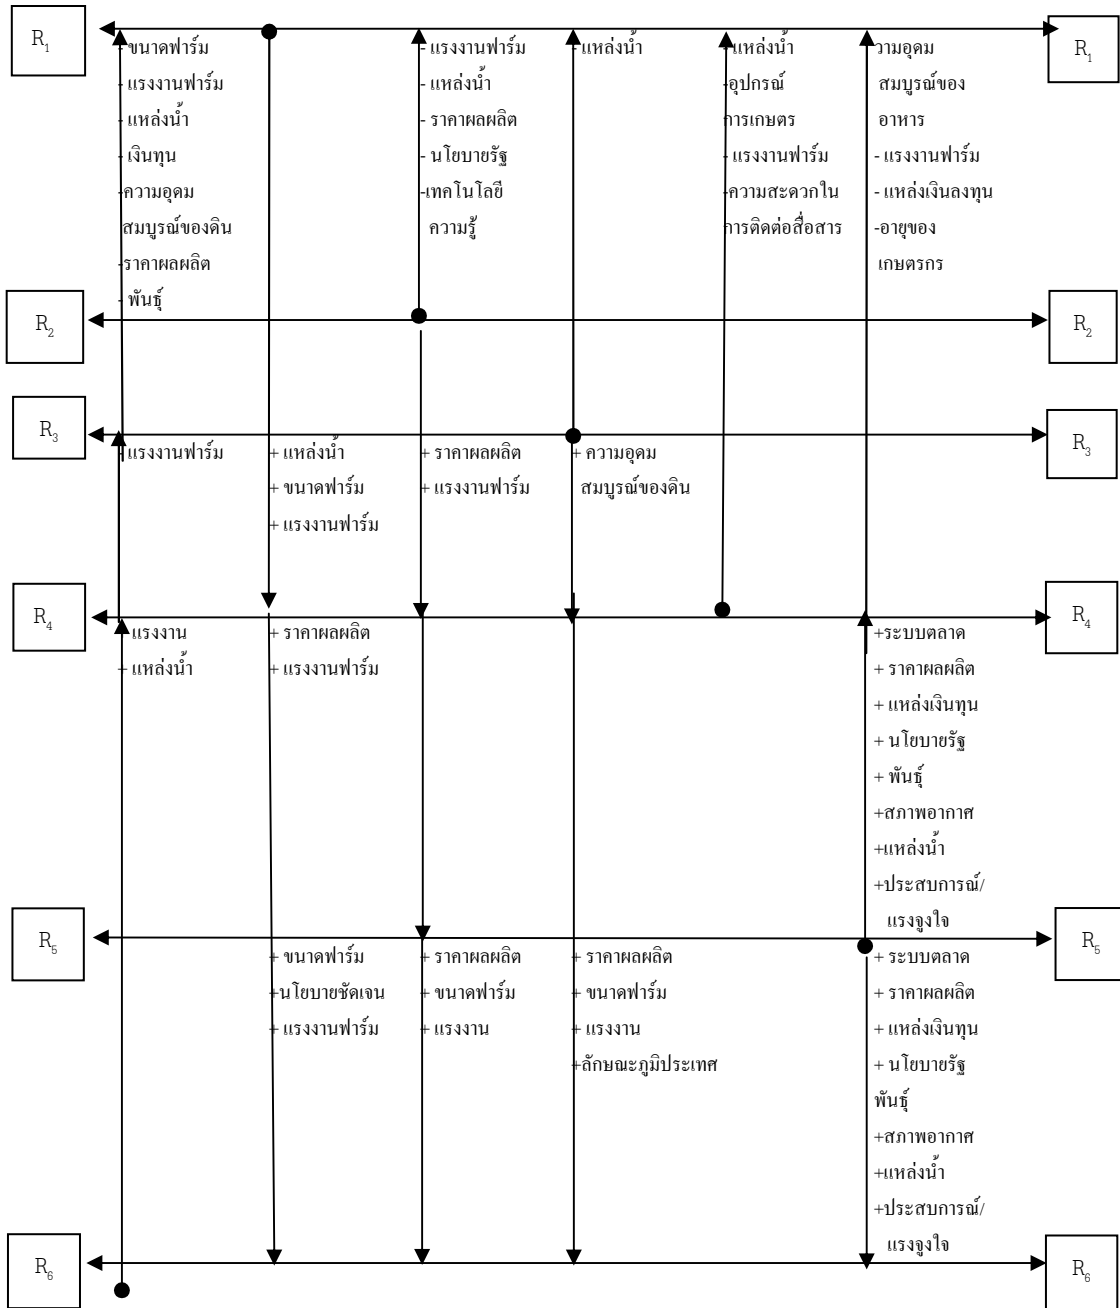 R1
R1
- ขนาดฟาร์ม
- แรงงานฟาร์ม
- แหล่งน้ำ
- เงินทุน
-ความอุดม
สมบูรณ์ของดิน
-ราคาผลผลิต
- พันธุ์
- แรงงานฟาร์ม
- แหล่งน้ำ
- ราคาผลผลิต
- นโยบายรัฐ
-เทคโนโลยี
ความรู้
- แหล่งน้ำ
- แหล่งน้ำ
-อุปกรณ์
การเกษตร
- แรงงานฟาร์ม
-ความสะดวกใน
การติดต่อสื่อสาร
วามอุดม
สมบูรณ์ของ
อาหาร
- แรงงานฟาร์ม
- แหล่งเงินลงทุน
-อายุของ
เกษตรกร
R2
R2
R3
R3
- แรงงานฟาร์ม
+ แหล่งน้ำ
+ ขนาดฟาร์ม
+ แรงงานฟาร์ม
+ ราคาผลผลิต
+ แรงงานฟาร์ม
+ ความอุดม
สมบูรณ์ของดิน
R4
R4
แรงงาน
+ แหล่งน้ำ
+ ราคาผลผลิต
+ แรงงานฟาร์ม
+ระบบตลาด
+ ราคาผลผลิต
+ แหล่งเงินทุน
+ นโยบายรัฐ
+ พันธุ์
+สภาพอากาศ
+แหล่งน้ำ
+ประสบการณ์/
แรงจูงใจ
R5
R5
+ ขนาดฟาร์ม
+นโยบายชัดเจน
+ แรงงานฟาร์ม
+ ราคาผลผลิต
+ ขนาดฟาร์ม
+ แรงงาน
+ ราคาผลผลิต
+ ขนาดฟาร์ม
+ แรงงาน
+ลักษณะภูมิประเทศ
+ ระบบตลาด
+ ราคาผลผลิต
+ แหล่งเงินทุน
+ นโยบายรัฐ
พันธุ์
+สภาพอากาศ
+แหล่งน้ำ
+ประสบการณ์/
แรงจูงใจ
R6
R6